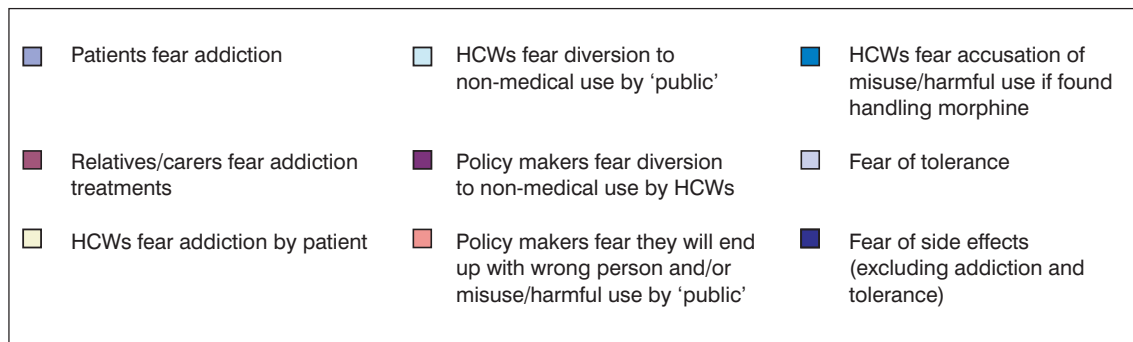 Patients fear addiction
Relatives/carers fear addiction
treatments
HCWs fear addiction by patient
HCWs fear diversion to
non-medical use by ‘public’
Policy makers fear diversion
to non-medical use by HCWs
Policy makers fear they will end
up with wrong person and/or
misuse/harmful use by ‘public’
HCWs fear accusation of
misuse/harmful use if found
handling morphine
Fear of tolerance
Fear of side effects
(excluding addiction and
tolerance)